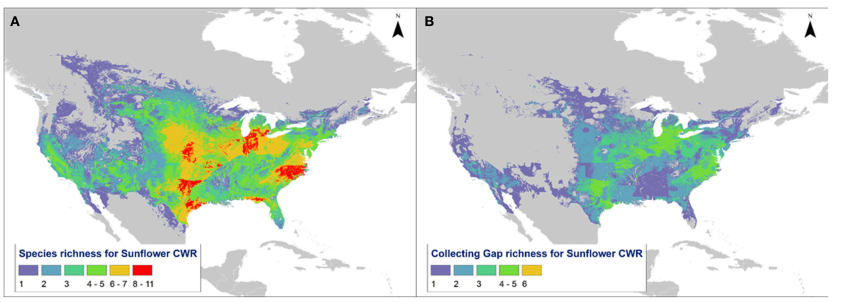 A
N
Species richness for Sunflower CWR
1 2 3 4 - 5 6 - 7 8 - 11
B
N
Collecting Gap richness for Sunflower CWR
1 2 3 4-5 6